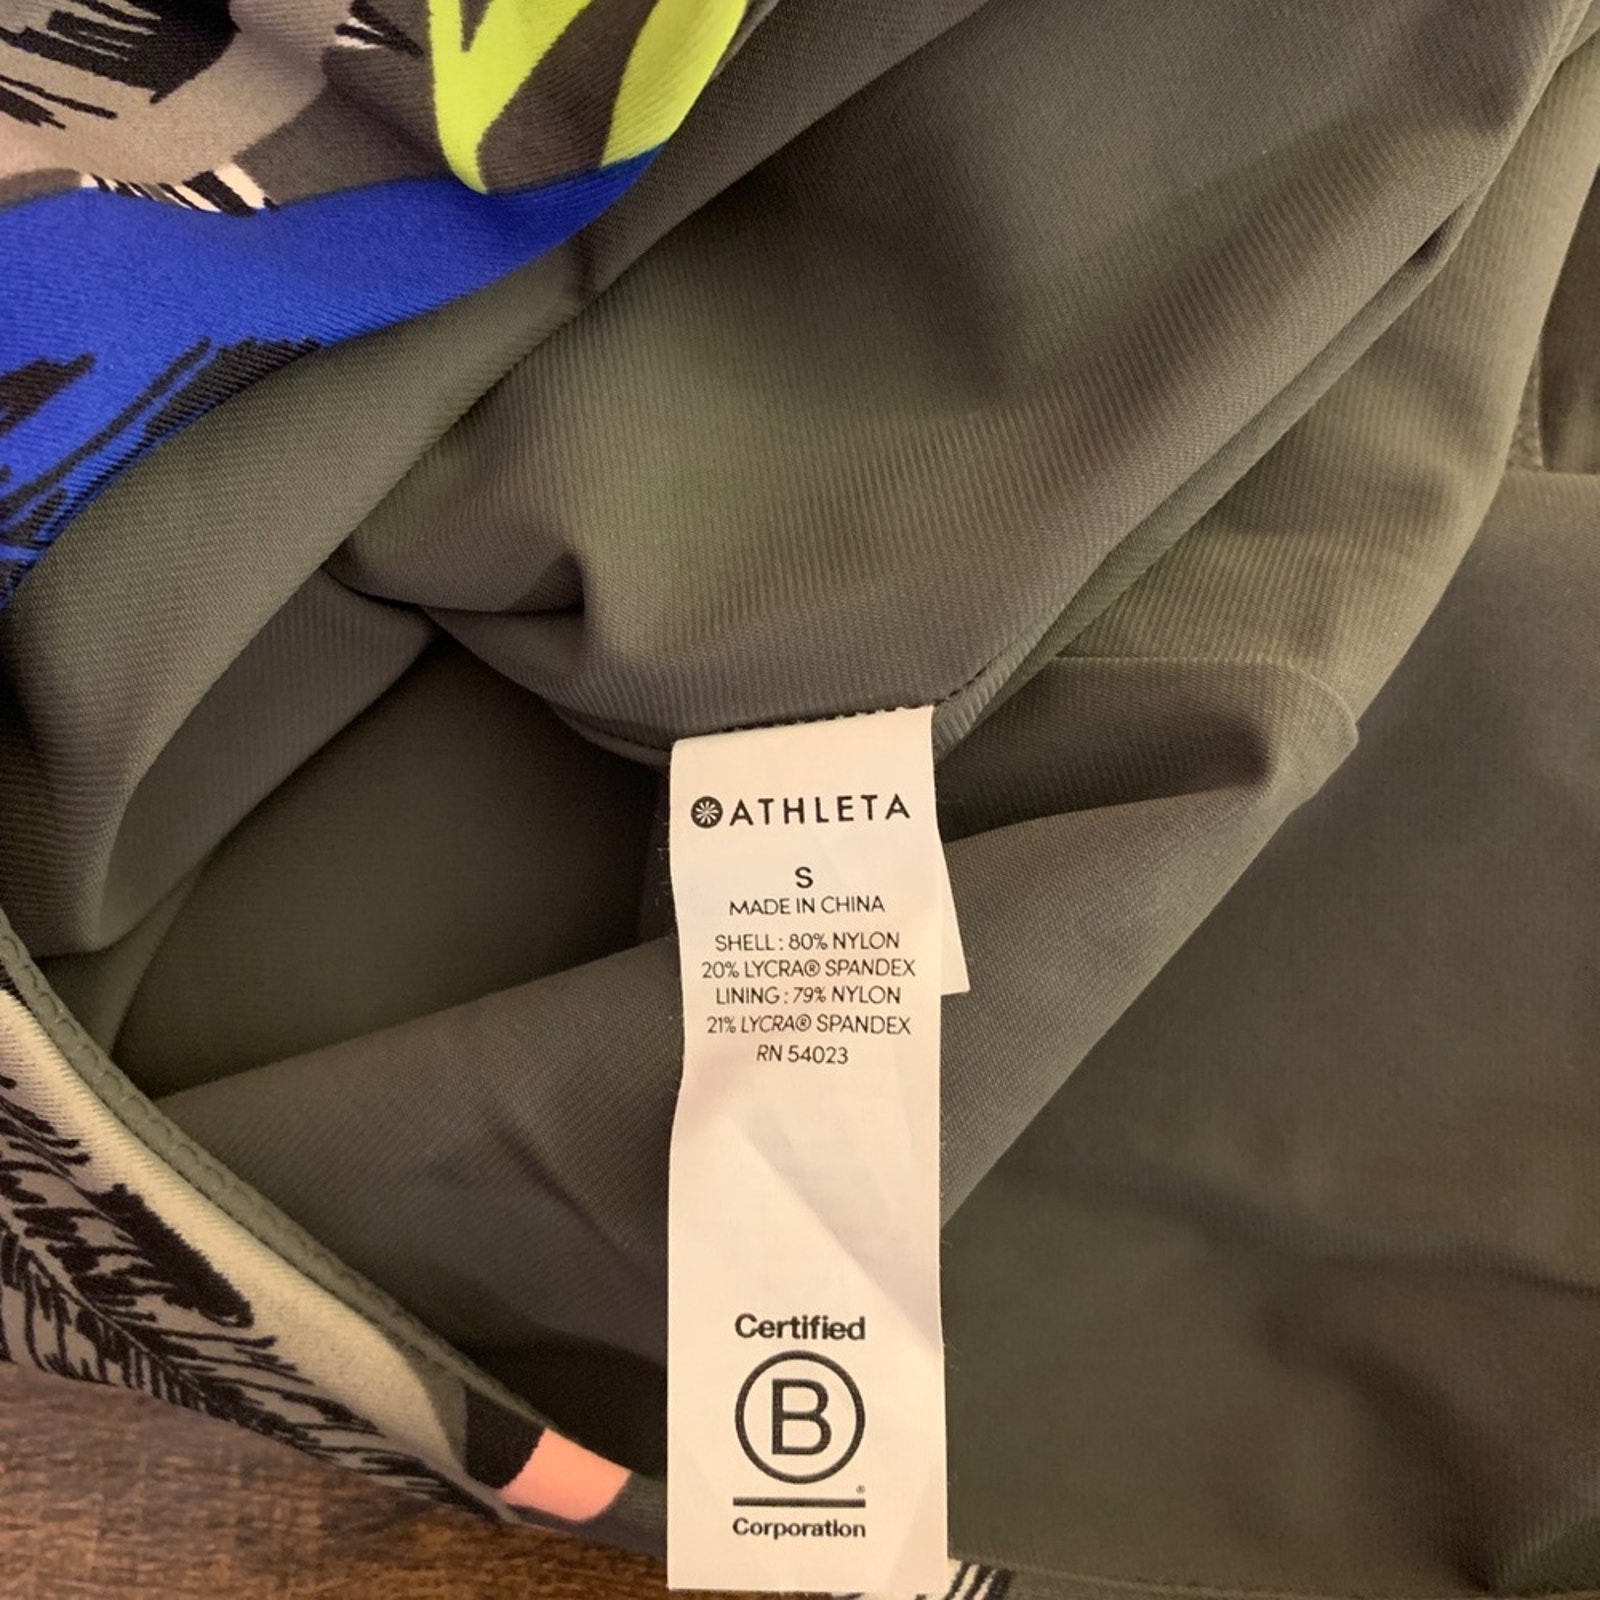 ATHLETA
S
MADE IN CHINA
SHELL : 80% NYLON
20% LYCRA® SPANDEX
LINING : 79% NYLON
21% LYCRA® SPANDEX
RN 54023
Certified
B
®
Corporation